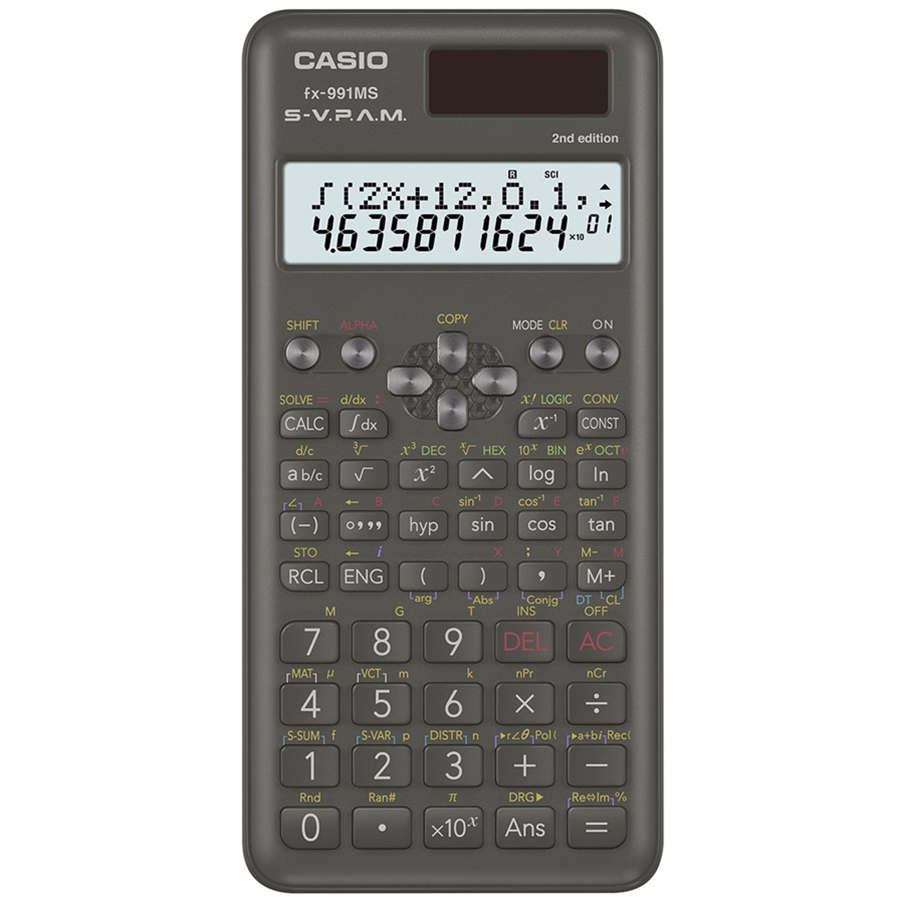 CASIO
fx-991MS
S-V.P.A.M.
2nd edition
R SCI
∫(2X+12,0.1,
4.635871624×10 01
COPY
SHIFT ALPHA MODE CLR ON
SOLVE = d/dx : x! LOGIC CONV
CALC ∫dx x⁻¹ CONST
d/c ³√ x³ DEC ˣ√ HEX 10ˣ BIN eˣ OCT e
a b/c √ x² ^ log ln
∠ A ← B C sin⁻¹ D cos⁻¹ E tan⁻¹ F
(−) o,,, hyp sin cos tan
STO ← i X ; Y M− M
RCL ENG ( ) , M+
arg Abs Conjg DT CL
M G T INS OFF
7 8 9 DEL AC
MAT μ VCT m k nPr nCr
4 5 6 × ÷
S-SUM f S-VAR p DISTR n ▶r∠θ Pol( ▶a+bi Rec(
1 2 3 + −
Rnd Ran# π DRG▶ Re⇔Im %
0 • ×10ˣ Ans =